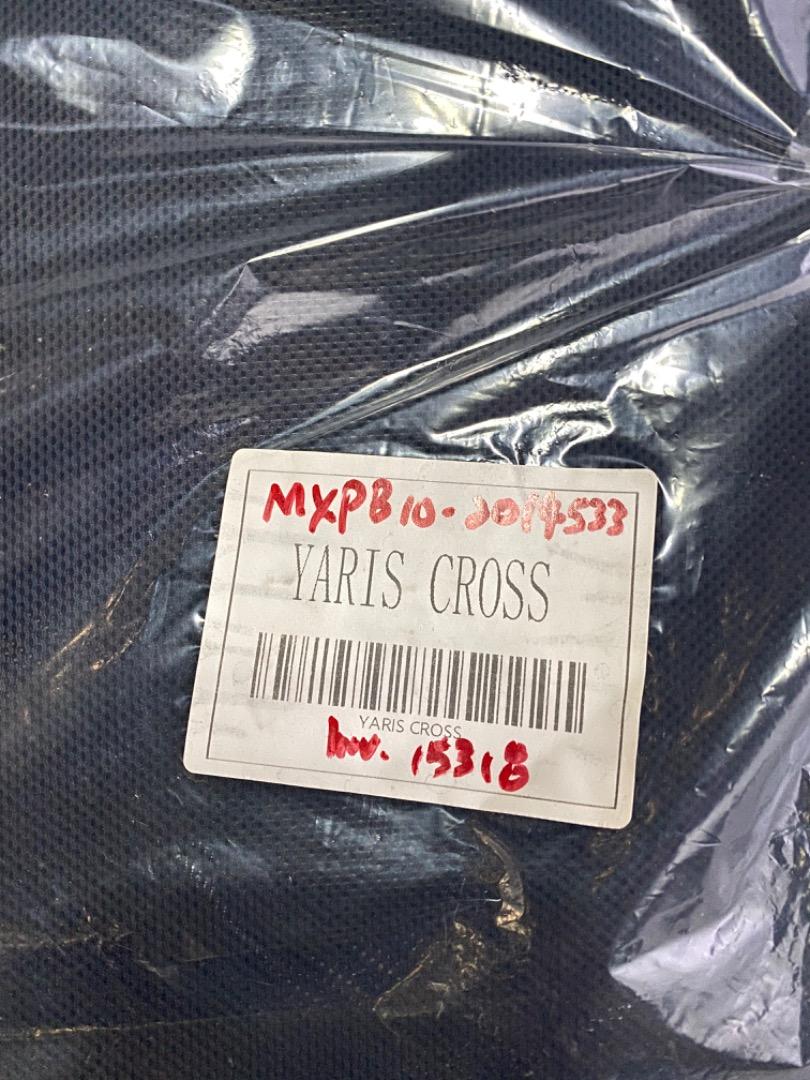 MXPB10-2014533
YARIS CROSS
YARIS CROSS
Inv. 15318